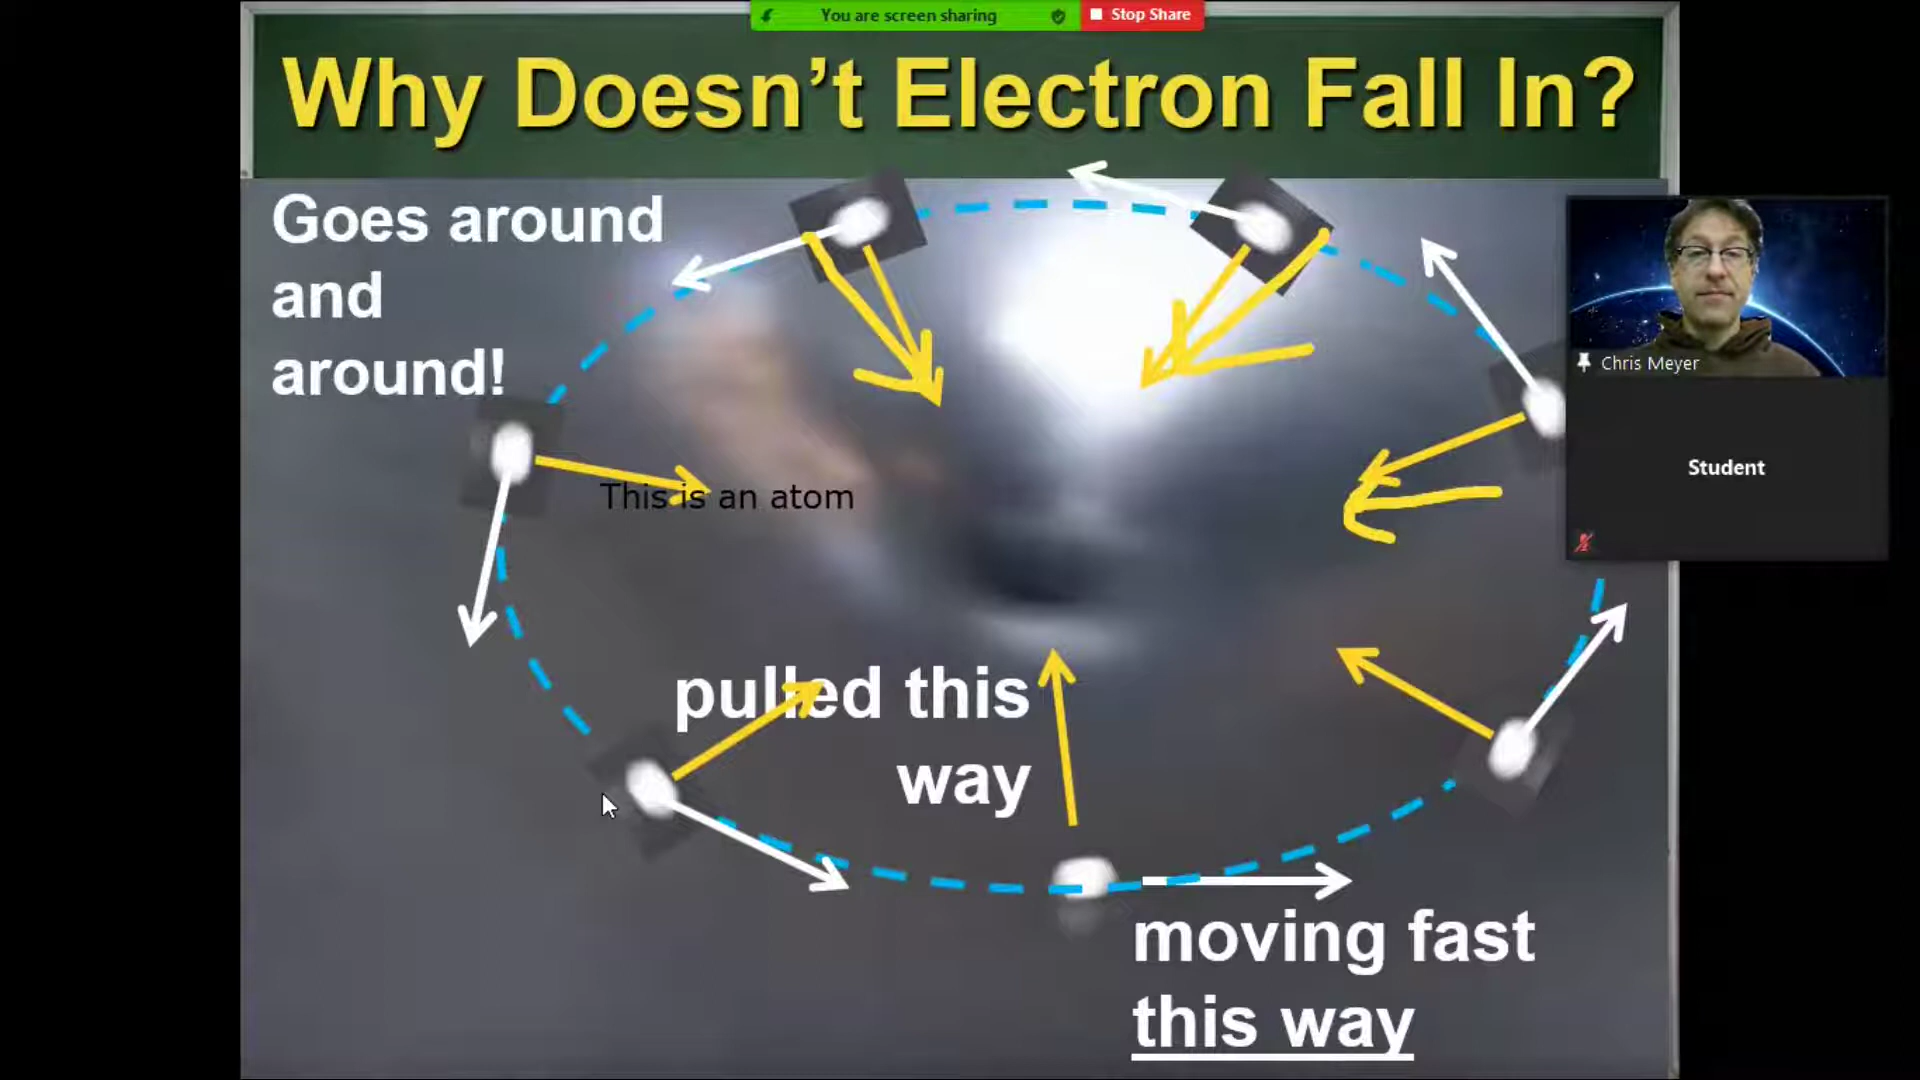 You are screen sharing
Stop Share
Why Doesn't Electron Fall In?
Goes around
and
around!
Chris Meyer
Student
This is an atom
pulled this
way
moving fast
this way